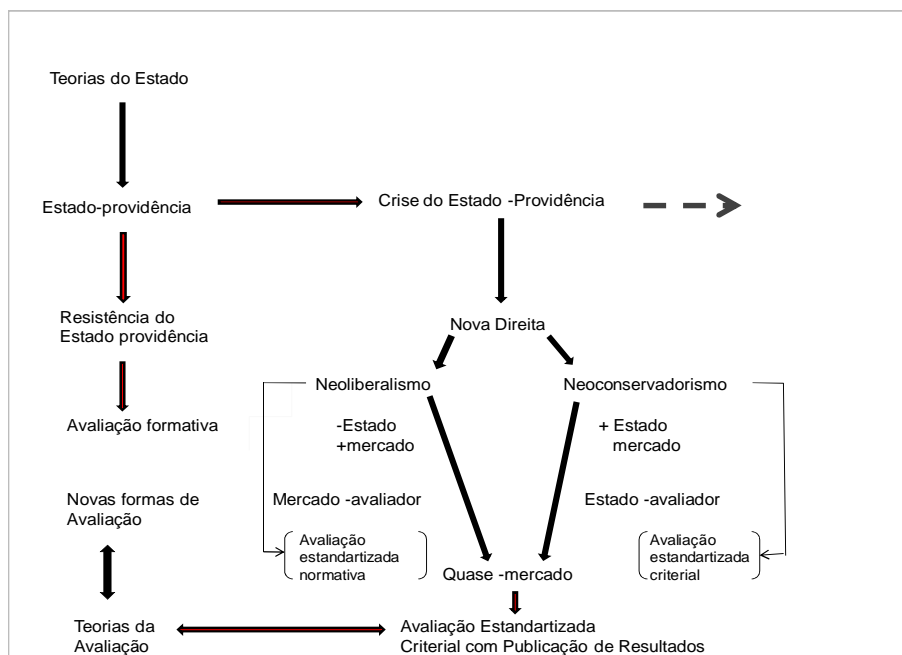 Teorias do Estado
Estado-providência
Crise do Estado -Providência
Resistência do
Estado providência
Nova Direita
Neoliberalismo
Neoconservadorismo
Avaliação formativa
-Estado
+mercado
+ Estado
mercado
Novas formas de
Avaliação
Mercado -avaliador
Estado -avaliador
Avaliação
estandartizada
normativa
Avaliação
estandartizada
criterial
Quase -mercado
Teorias da
Avaliação
Avaliação Estandartizada
Criterial com Publicação de Resultados